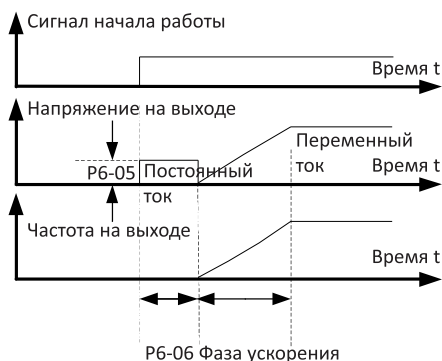 Сигнал начала работы
Время t
Напряжение на выходе
Переменный
ток
P6-05
Постоянный
ток
Время t
Частота на выходе
Время t
P6-06 Фаза ускорения